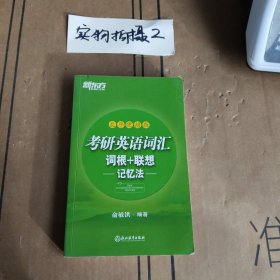 实物拍摄2
新东方
考研英语词汇
词根+联想
记忆法
俞敏洪 编著
浙江教育出版社
准